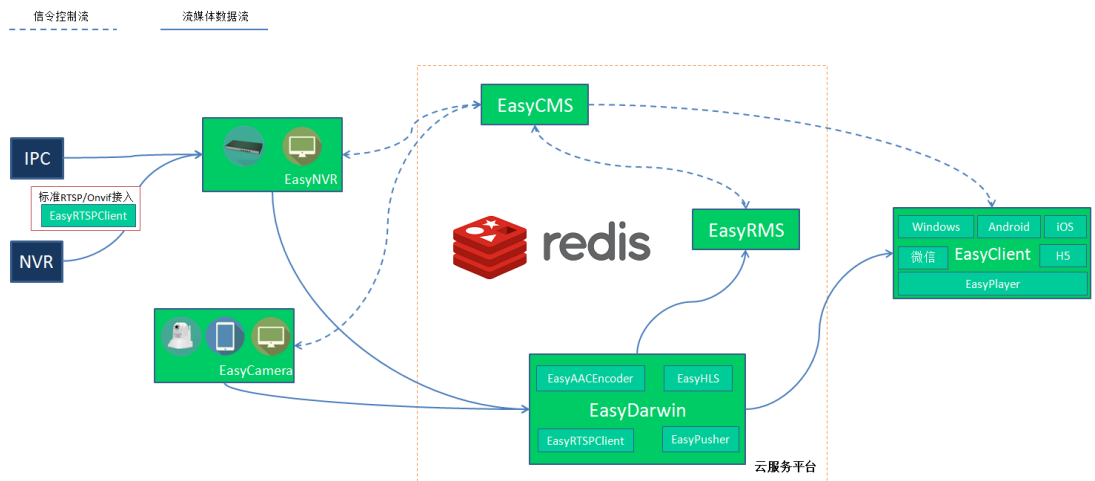 信令控制流
流媒体数据流
EasyCMS
IPC
EasyNVR
标准RTSP/Onvif接入
EasyRTSPClient
NVR
redis
EasyRMS
Windows
Android
iOS
微信
EasyClient
H5
EasyPlayer
EasyCamera
EasyAACEncoder
EasyHLS
EasyDarwin
EasyRTSPClient
EasyPusher
云服务平台